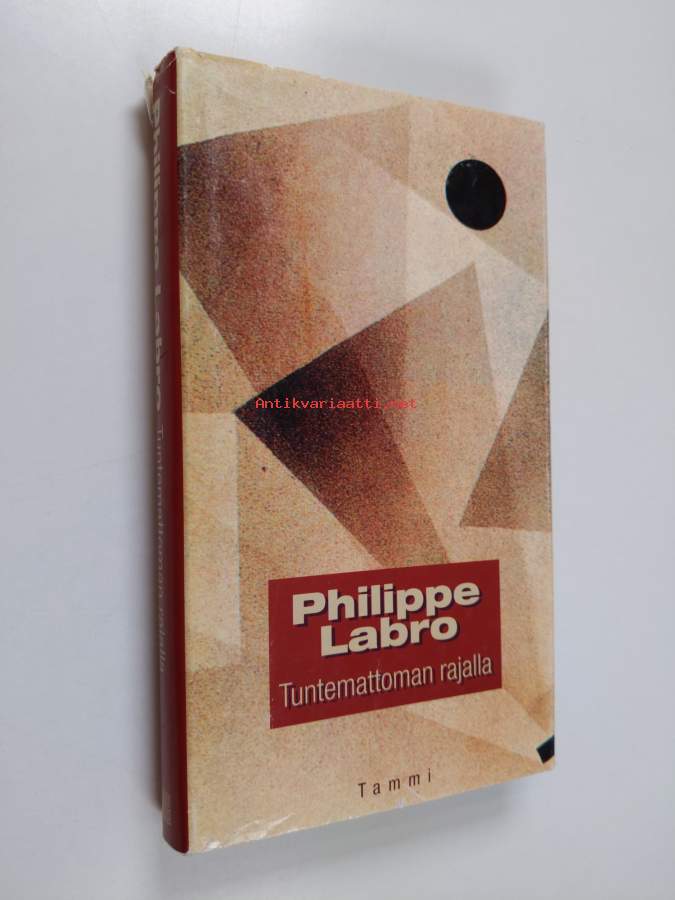 Philippe Labro Tuntemattoman rajalla
Antikvariaatti.net
Philippe
Labro
Tuntemattoman rajalla
Tammi